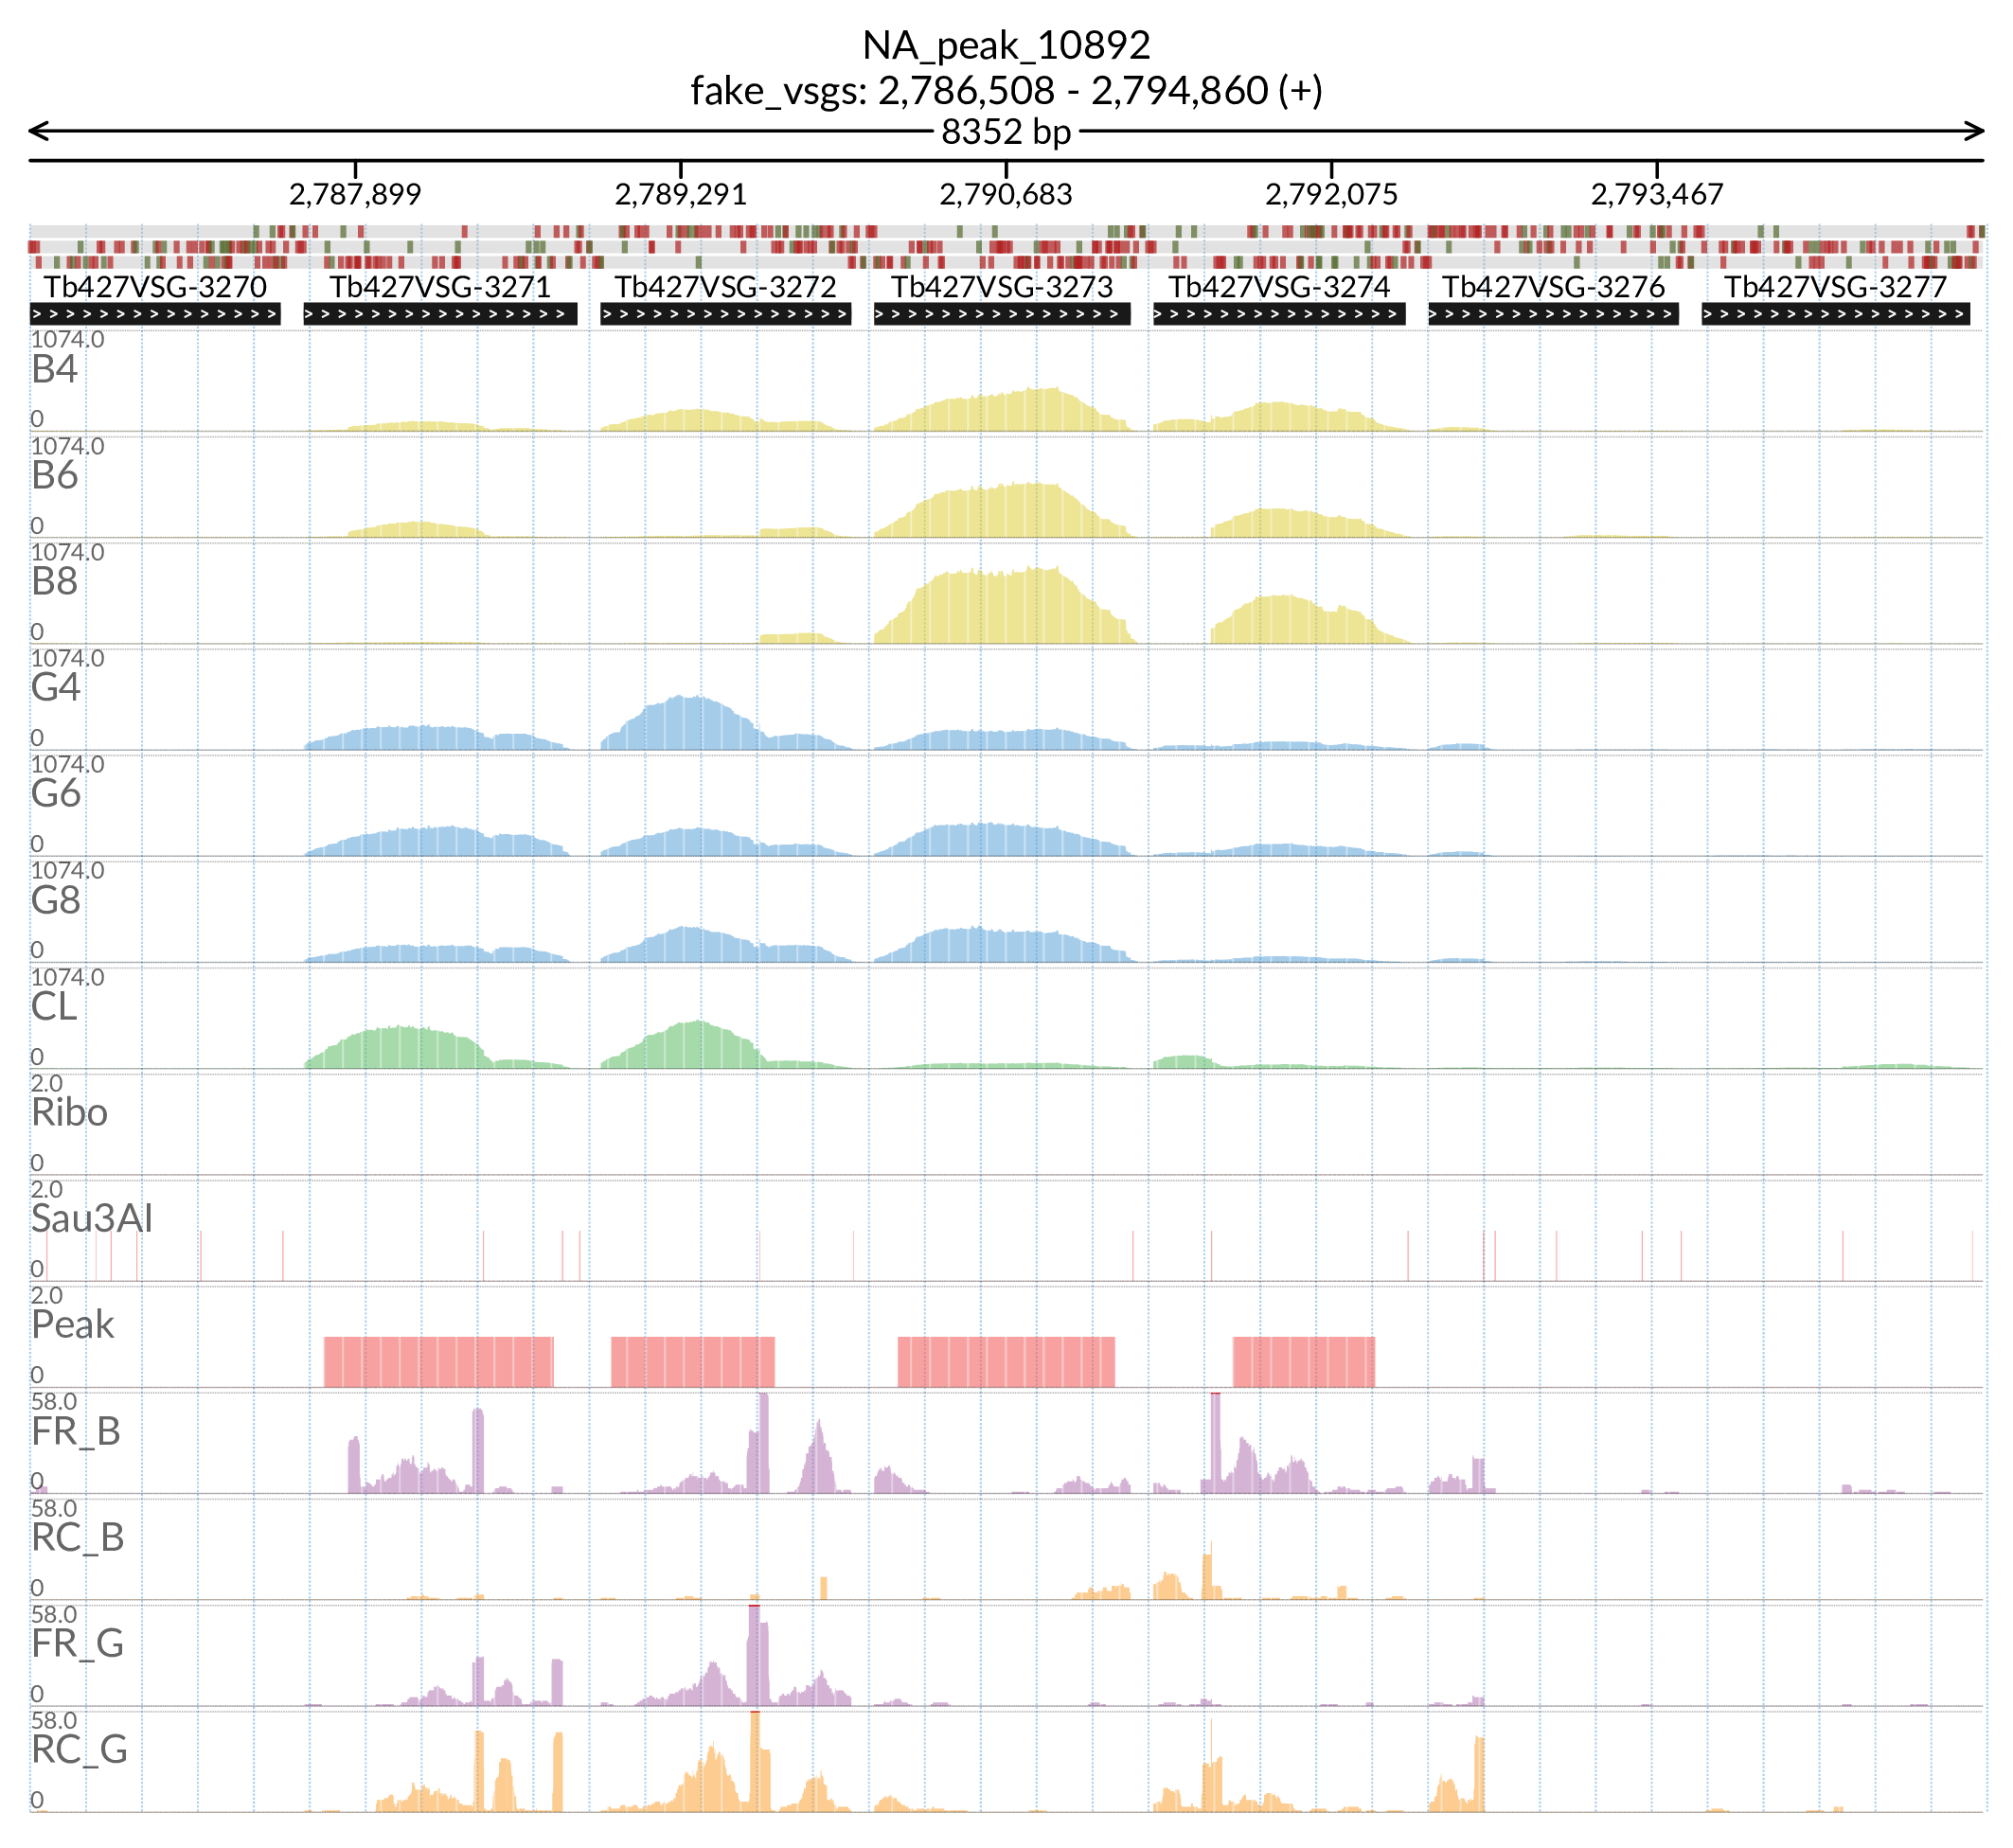 NA_peak_10892
fake_vsgs: 2,786,508 - 2,794,860 (+)
8352 bp
2,787,899 2,789,291 2,790,683 2,792,075 2,793,467
Tb427VSG-3270 Tb427VSG-3271 Tb427VSG-3272 Tb427VSG-3273 Tb427VSG-3274 Tb427VSG-3276 Tb427VSG-3277
1074.0
B4
0
1074.0
B6
0
1074.0
B8
0
1074.0
G4
0
1074.0
G6
0
1074.0
G8
0
1074.0
CL
0
2.0
Ribo
0
2.0
Sau3AI
0
2.0
Peak
0
58.0
FR_B
0
58.0
RC_B
0
58.0
FR_G
0
58.0
RC_G
0